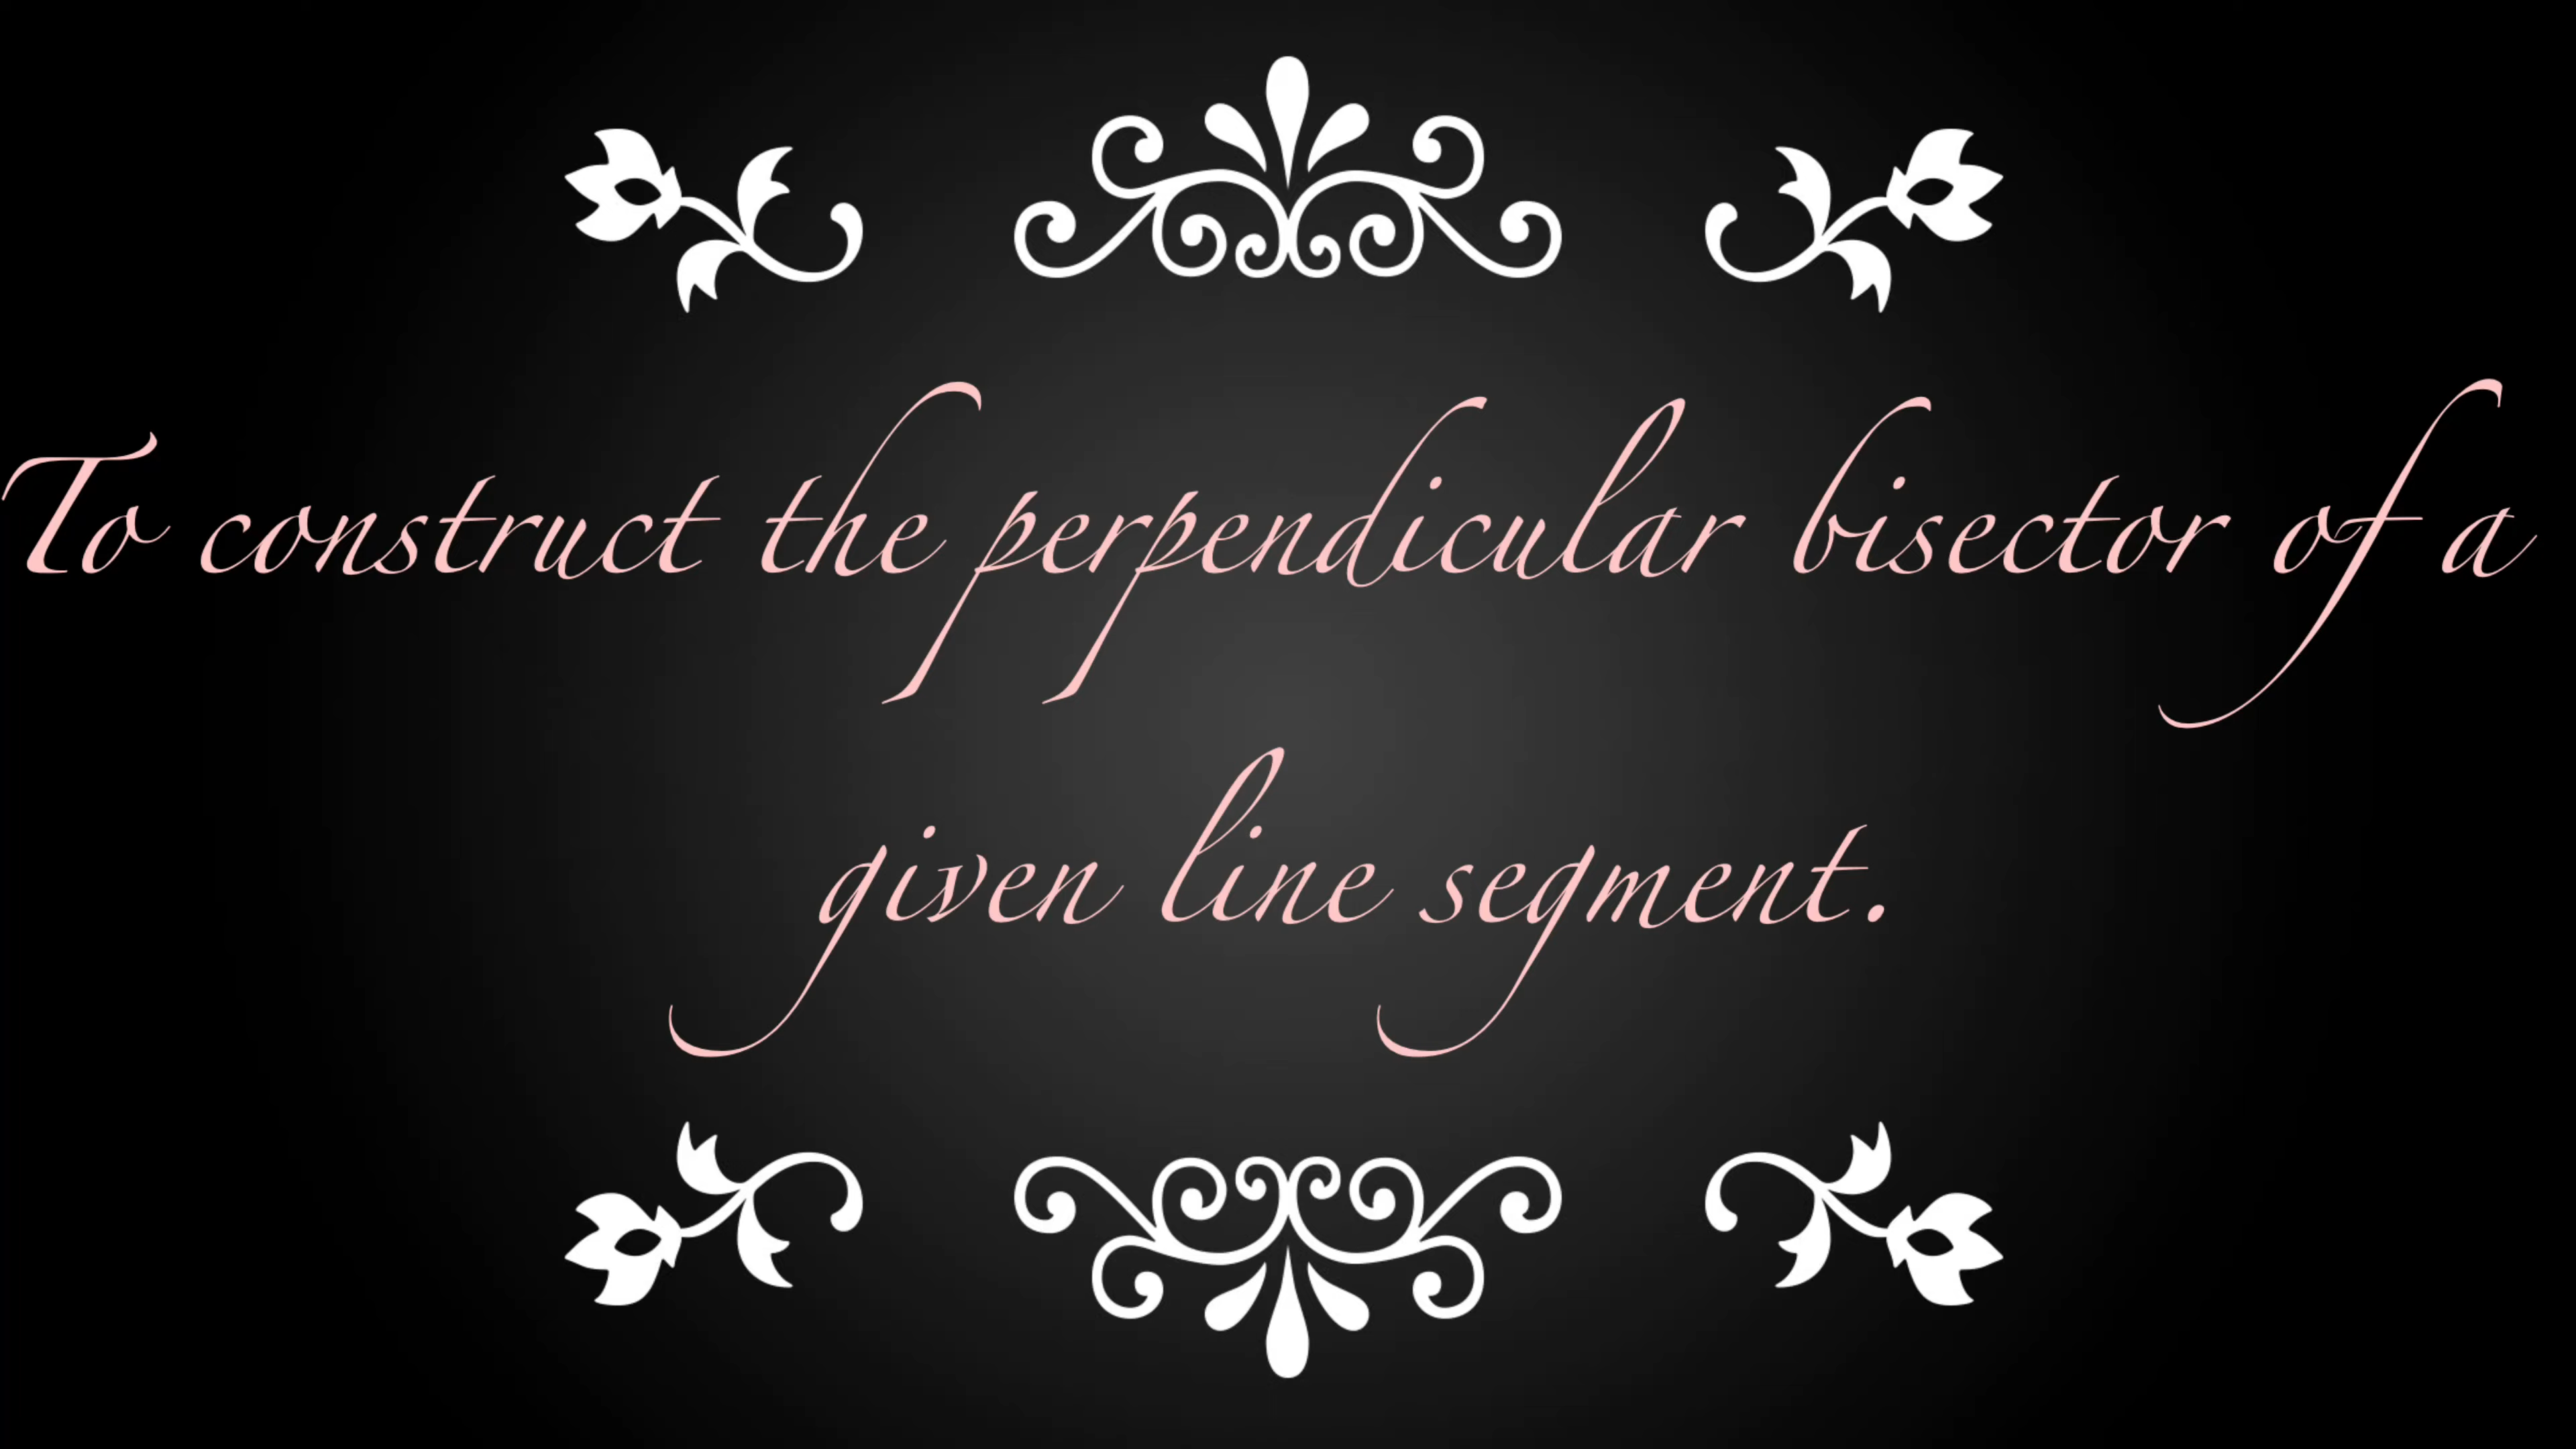 To construct the perpendicular bisector of a
given line segment.